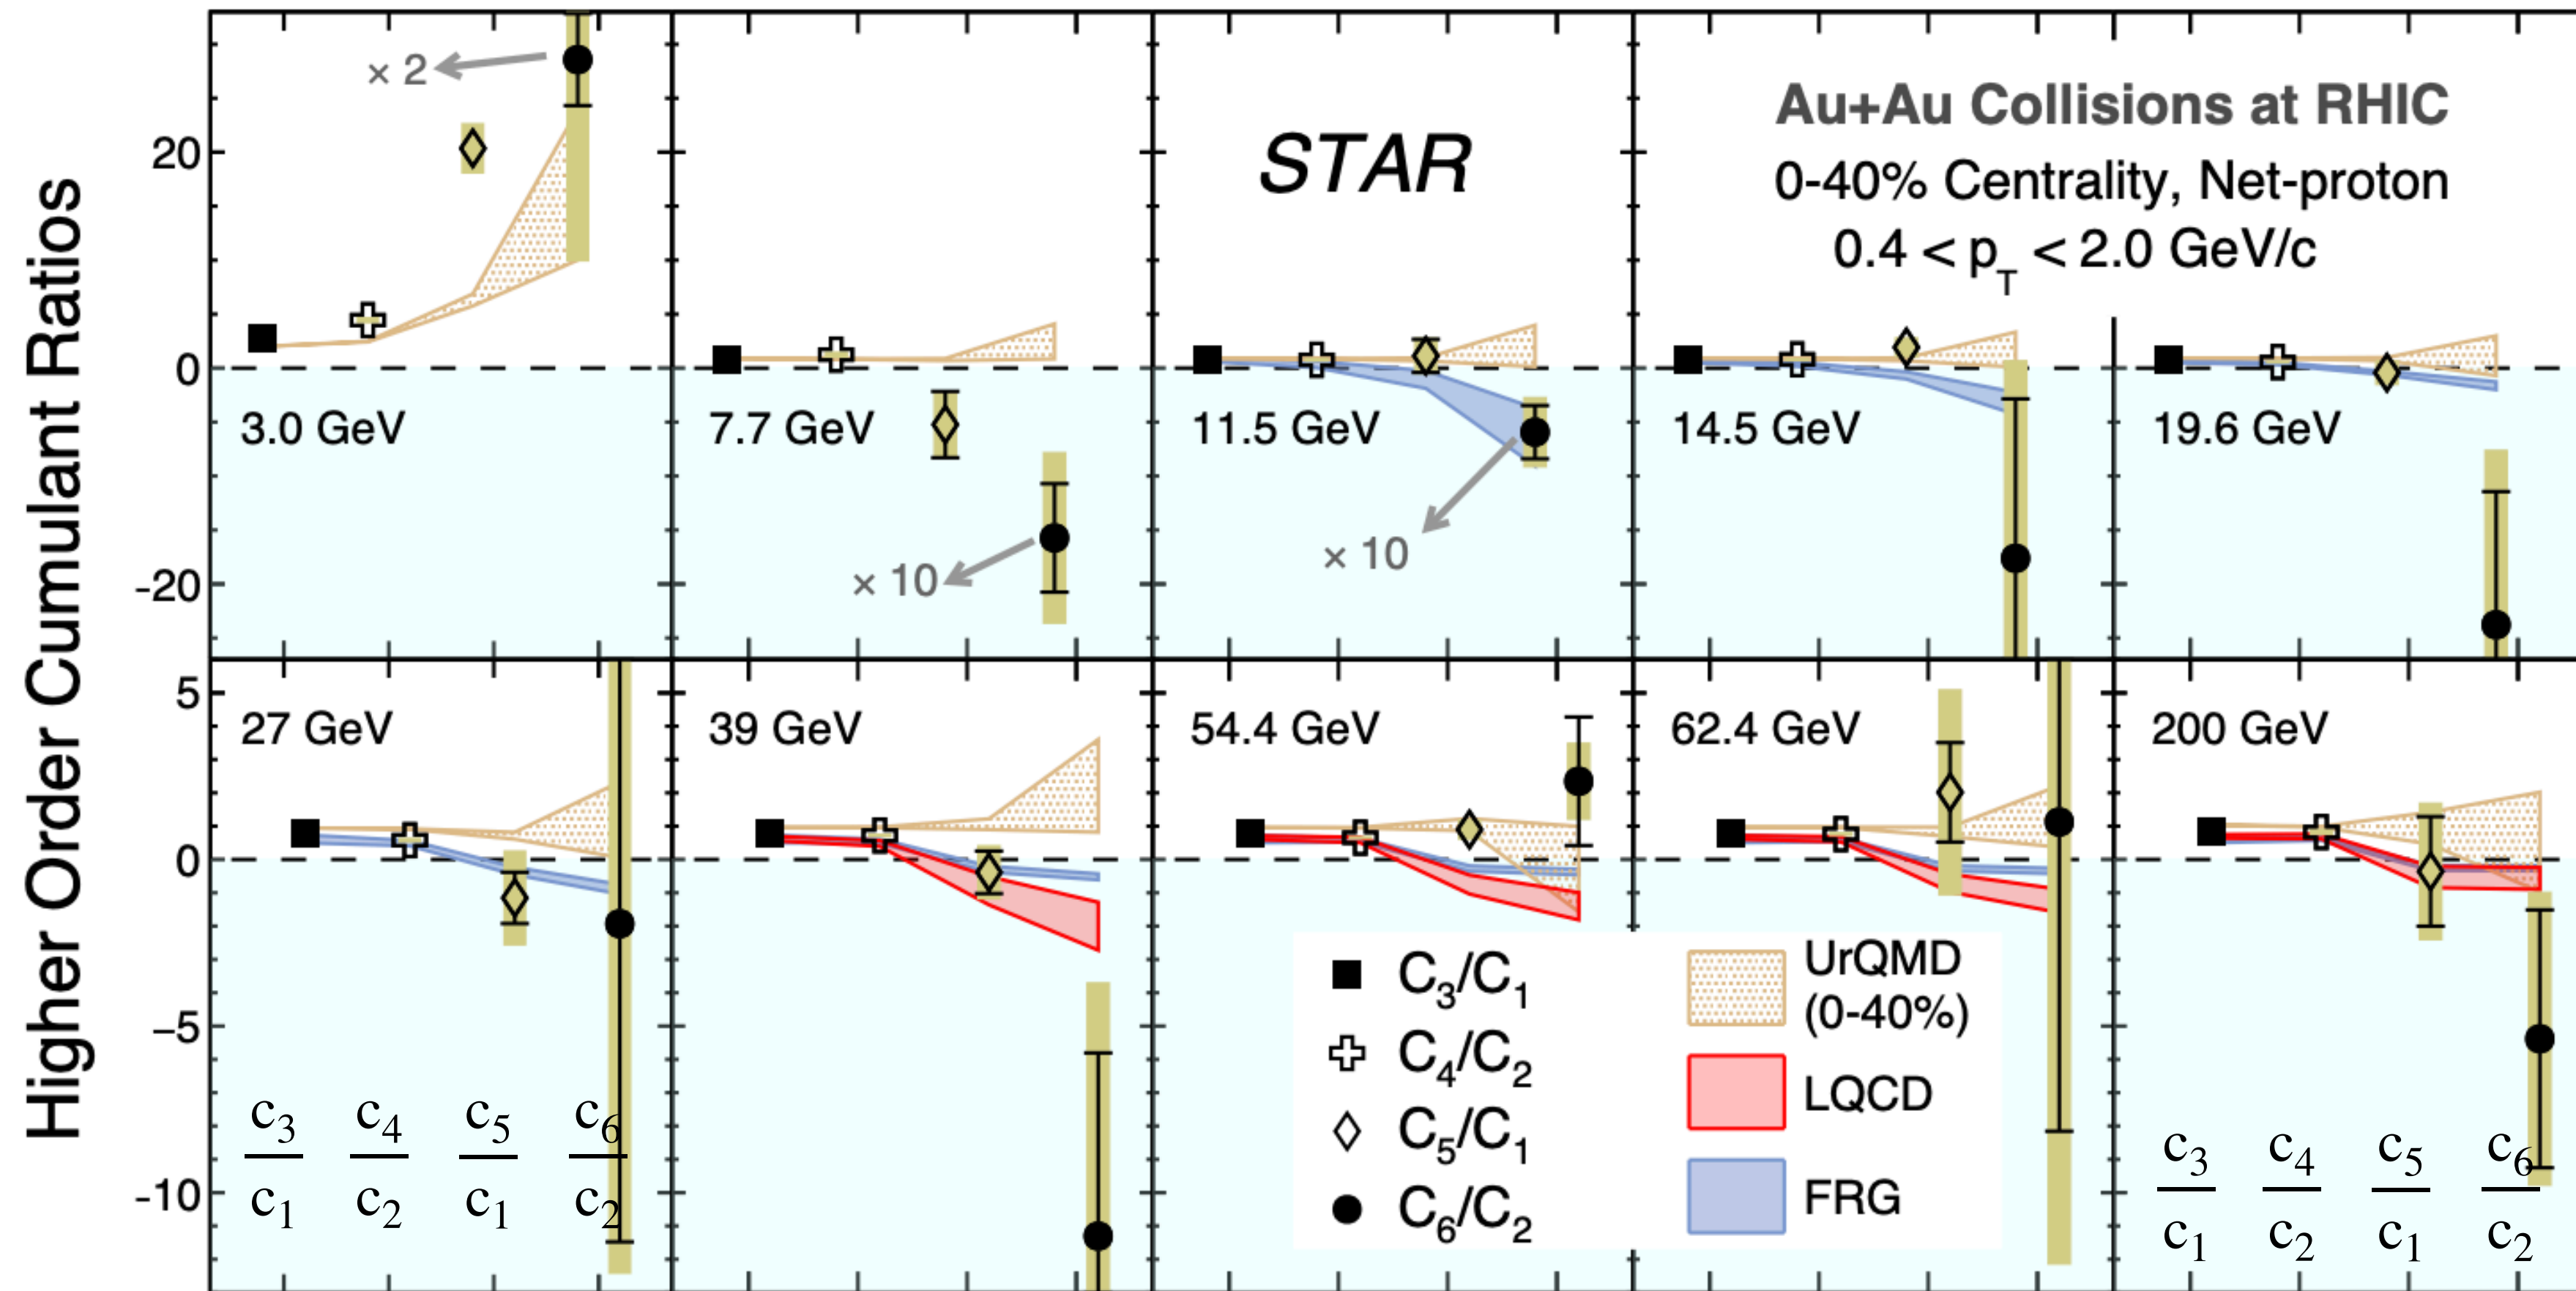 Higher Order Cumulant Ratios
20
0
-20
5
0
−5
-10
× 2
3.0 GeV
7.7 GeV
× 10
STAR
11.5 GeV
× 10
Au+Au Collisions at RHIC
0-40% Centrality, Net-proton
0.4 < p_T < 2.0 GeV/c
14.5 GeV
19.6 GeV
27 GeV
39 GeV
54.4 GeV
62.4 GeV
200 GeV
c3/c1 c4/c2 c5/c1 c6/c2
C3/C1
C4/C2
C5/C1
C6/C2
UrQMD
(0-40%)
LQCD
FRG
c3/c1 c4/c2 c5/c1 c6/c2